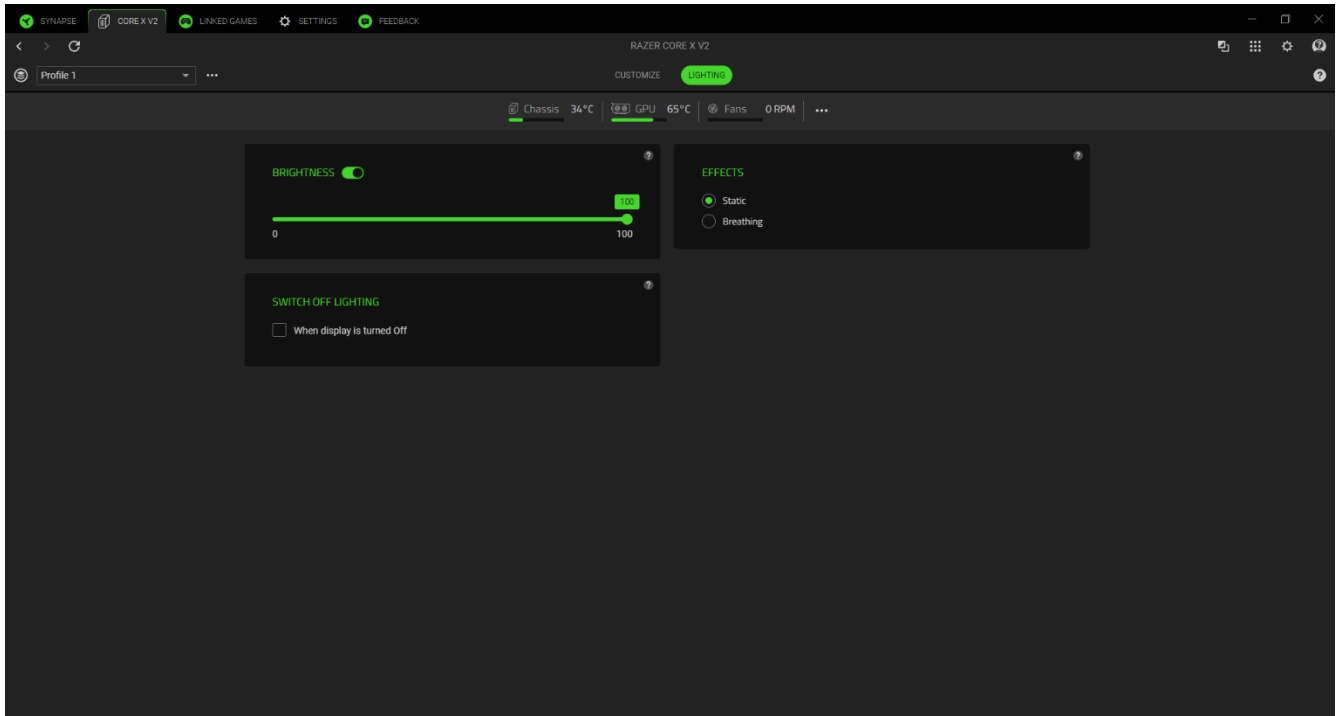 SYNAPSE CORE X V2 LINKED GAMES SETTINGS FEEDBACK
RAZER CORE X V2
Profile 1 CUSTOMIZE LIGHTING
Chassis 34°C GPU 65°C Fans 0 RPM
BRIGHTNESS
100
0 100
EFFECTS
Static
Breathing
SWITCH OFF LIGHTING
When display is turned Off